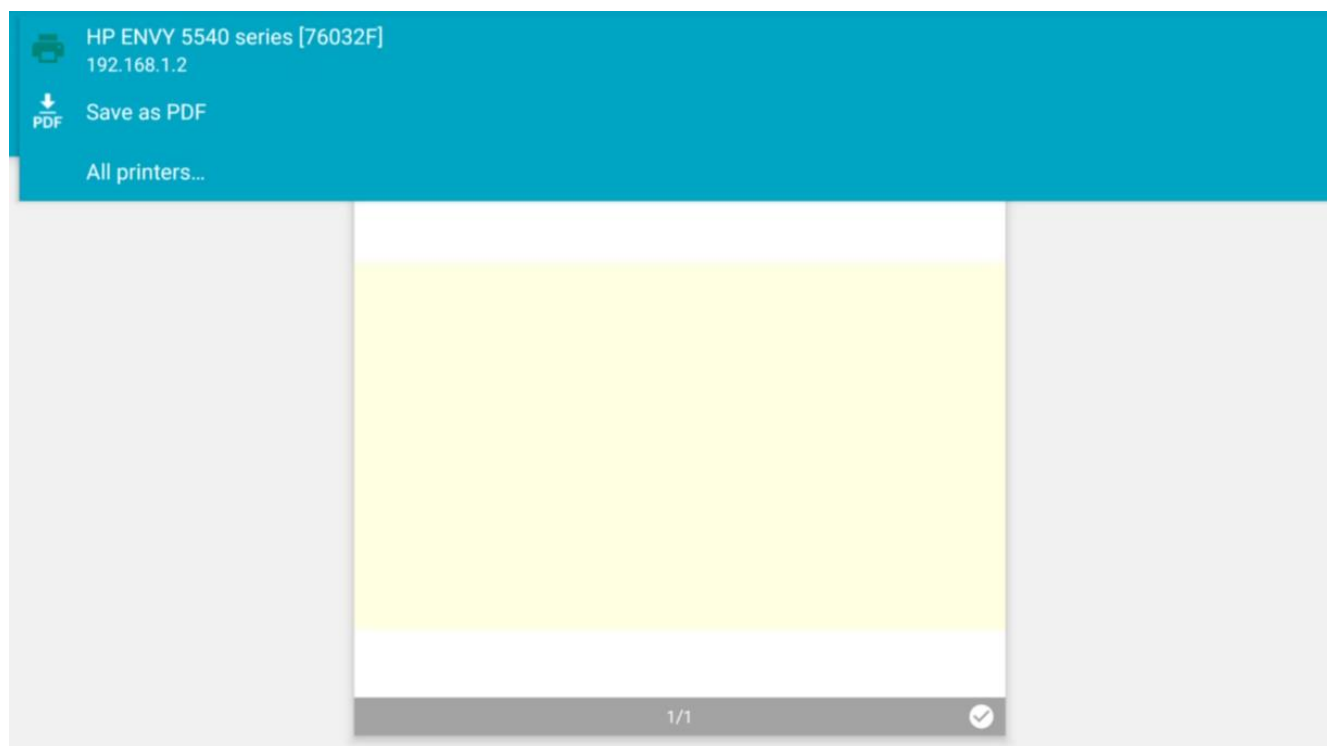 HP ENVY 5540 series [76032F]
192.168.1.2
PDF
Save as PDF
All printers...
1/1